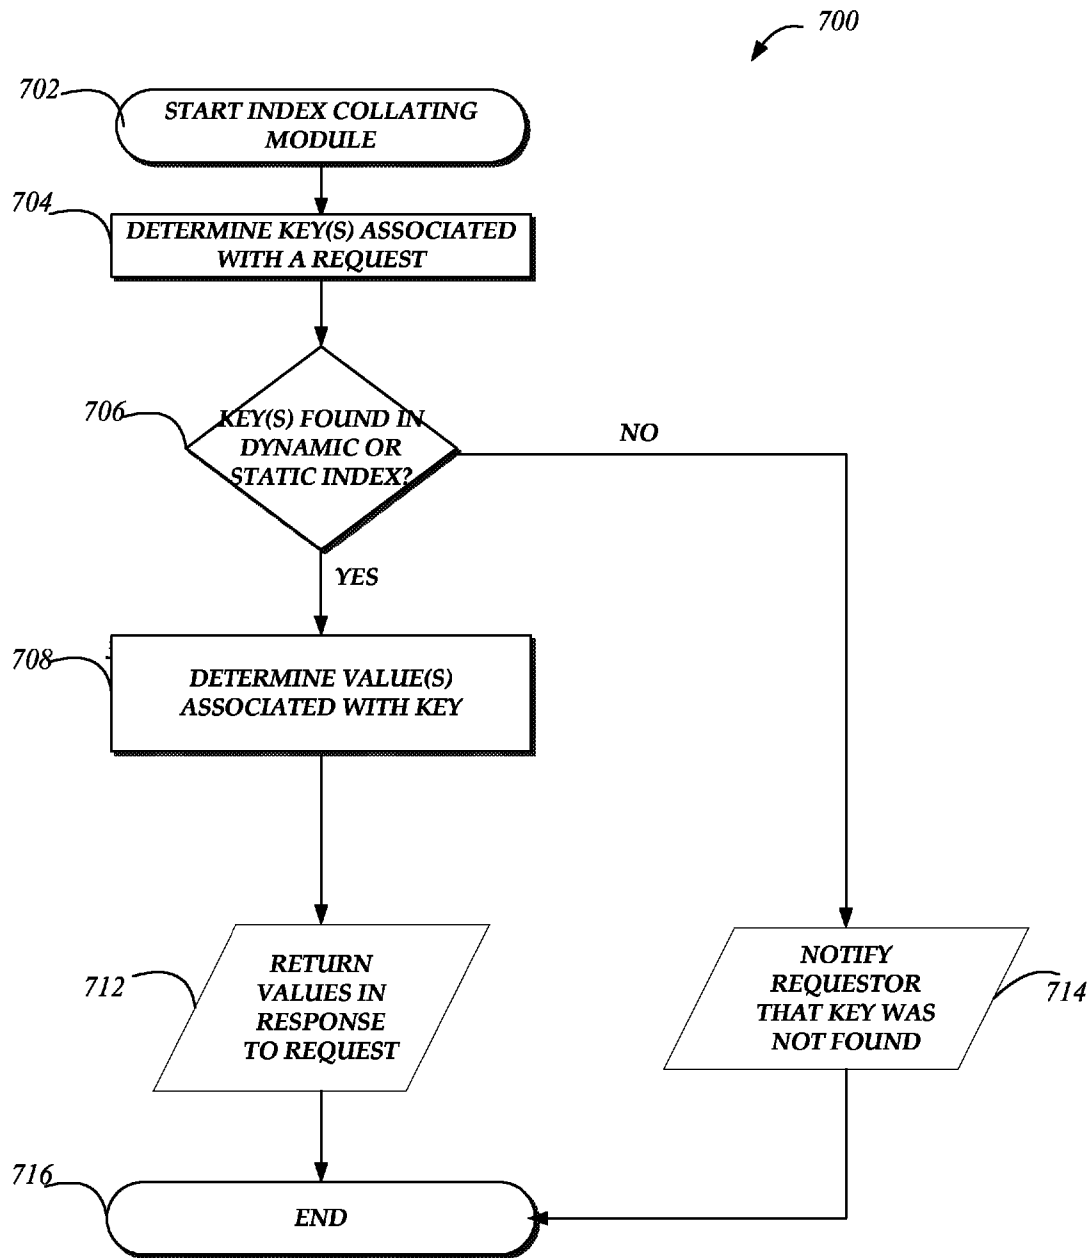 700
702
START INDEX COLLATING
MODULE
704
DETERMINE KEY(S) ASSOCIATED
WITH A REQUEST
706
KEY(S) FOUND IN
DYNAMIC OR
STATIC INDEX?
NO
YES
708
DETERMINE VALUE(S)
ASSOCIATED WITH KEY
712
RETURN
VALUES IN
RESPONSE
TO REQUEST
NOTIFY
REQUESTOR
THAT KEY WAS
NOT FOUND
714
716
END